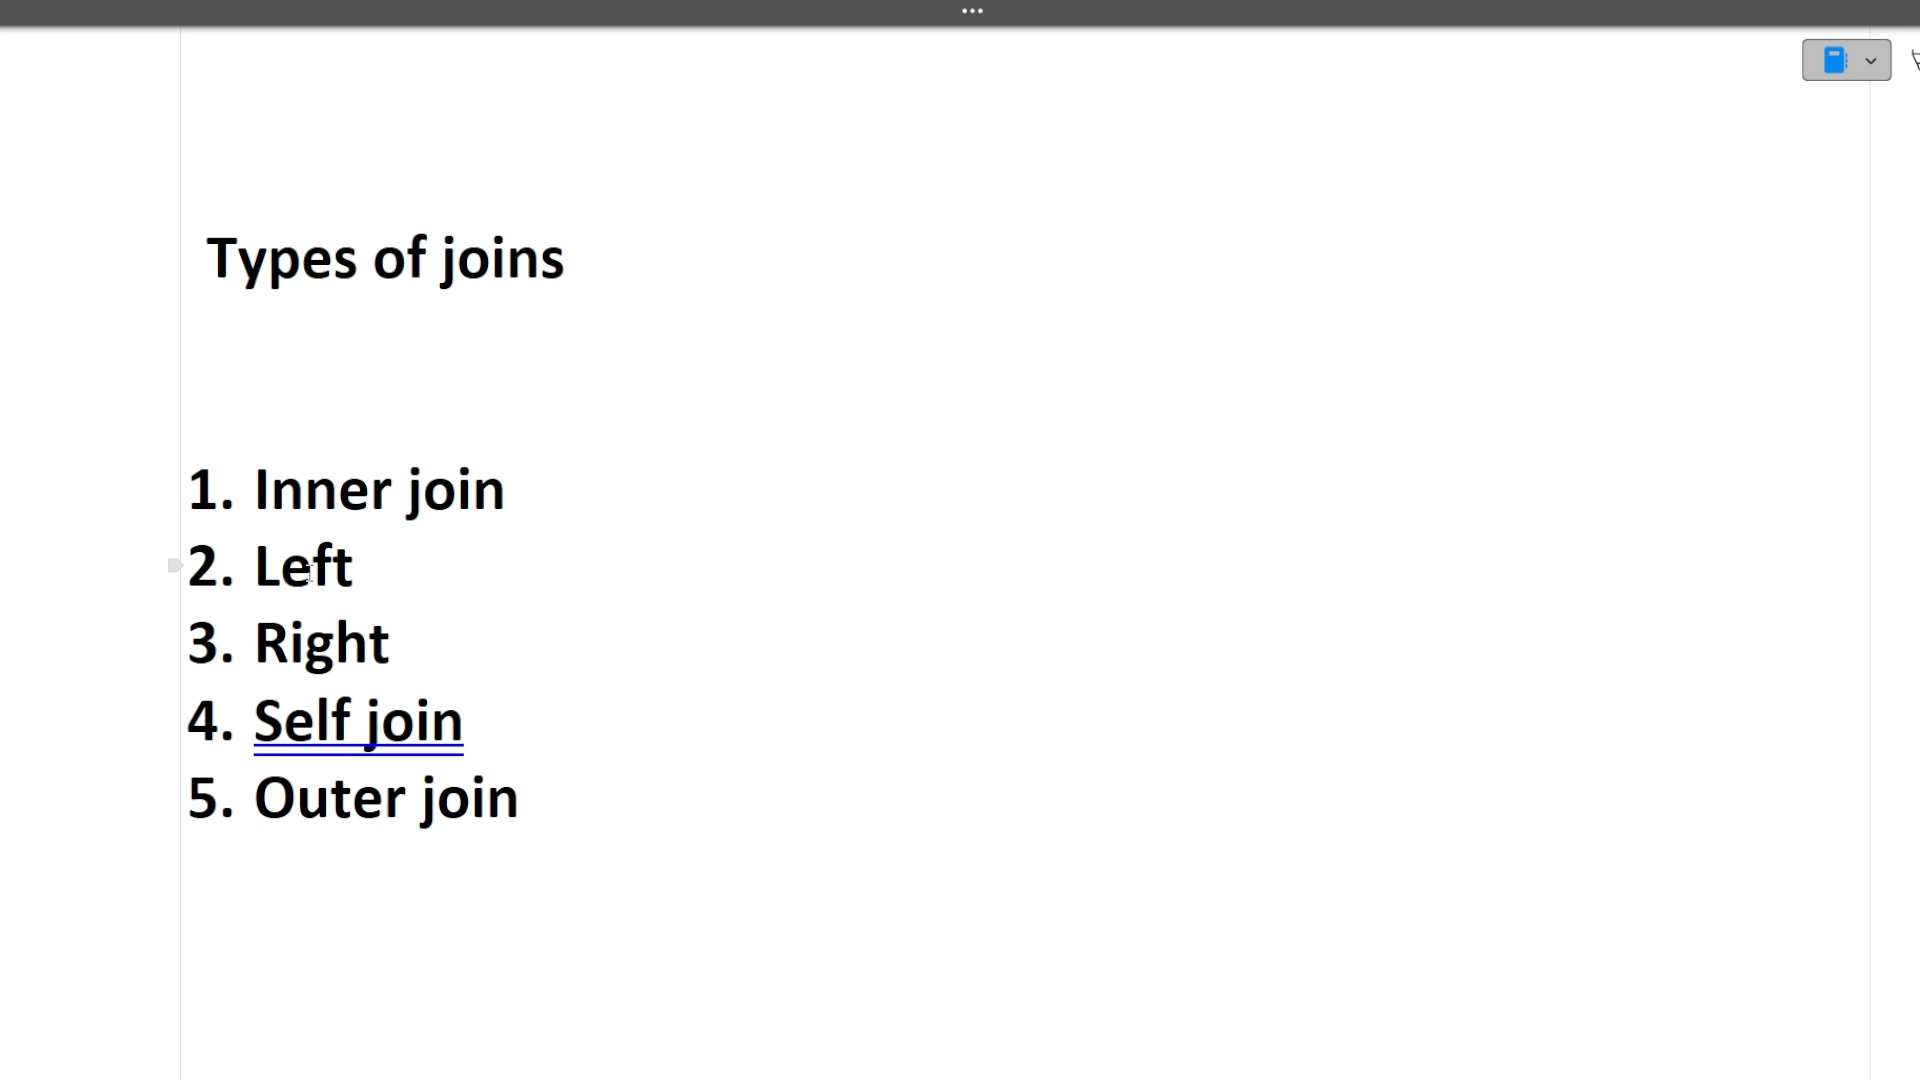 Types of joins
1. Inner join
2. Left
3. Right
4. Self join
5. Outer join